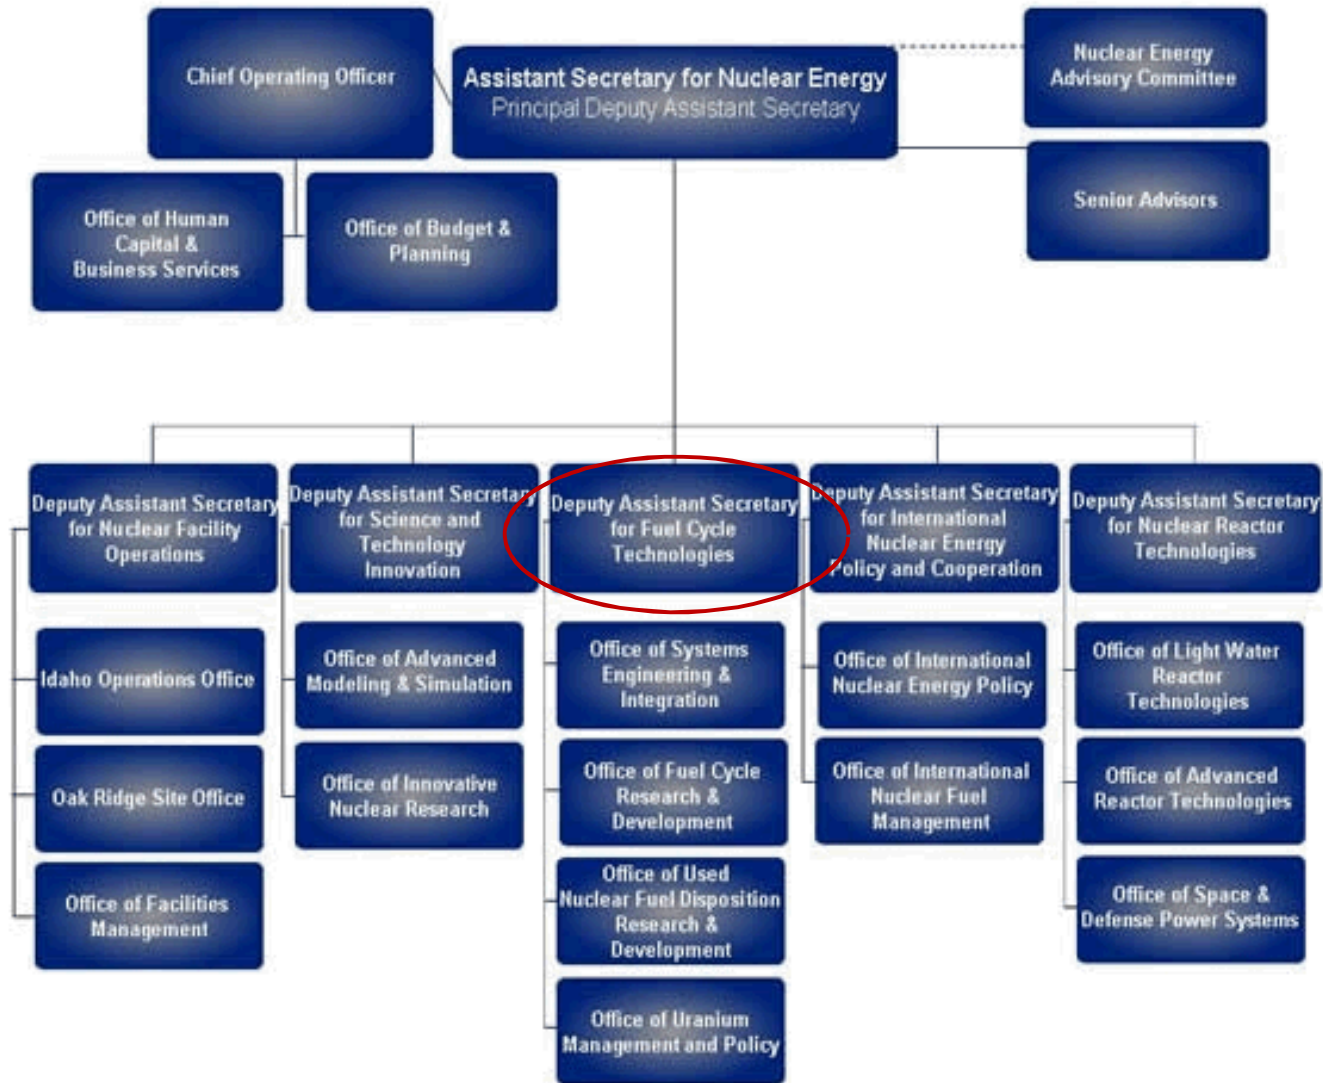 Chief Operating Officer
Assistant Secretary for Nuclear Energy
Principal Deputy Assistant Secretary
Nuclear Energy
Advisory Committee
Senior Advisors
Office of Human
Capital &
Business Services
Office of Budget &
Planning
Deputy Assistant Secretary
for Nuclear Facility
Operations
Deputy Assistant Secretary
for Science and
Technology
Innovation
Deputy Assistant Secretary
for Fuel Cycle
Technologies
Deputy Assistant Secretary
for International
Nuclear Energy
Policy and Cooperation
Deputy Assistant Secretary
for Nuclear Reactor
Technologies
Idaho Operations Office
Oak Ridge Site Office
Office of Facilities
Management
Office of Advanced
Modeling & Simulation
Office of Innovative
Nuclear Research
Office of Systems
Engineering &
Integration
Office of Fuel Cycle
Research &
Development
Office of Used
Nuclear Fuel Disposition
Research &
Development
Office of Uranium
Management and Policy
Office of International
Nuclear Energy Policy
Office of International
Nuclear Fuel
Management
Office of Light Water
Reactor
Technologies
Office of Advanced
Reactor Technologies
Office of Space &
Defense Power Systems